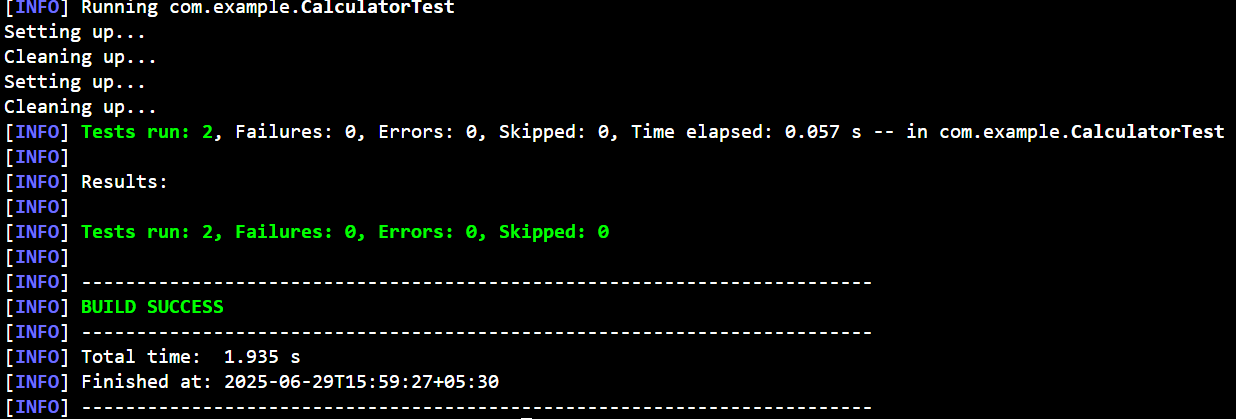 [INFO] Running com.example.CalculatorTest
Setting up...
Cleaning up...
Setting up...
Cleaning up...
[INFO] Tests run: 2, Failures: 0, Errors: 0, Skipped: 0, Time elapsed: 0.057 s -- in com.example.CalculatorTest
[INFO]
[INFO] Results:
[INFO]
[INFO] Tests run: 2, Failures: 0, Errors: 0, Skipped: 0
[INFO]
[INFO] ------------------------------------------------------------------------
[INFO] BUILD SUCCESS
[INFO] ------------------------------------------------------------------------
[INFO] Total time:  1.935 s
[INFO] Finished at: 2025-06-29T15:59:27+05:30
[INFO] ------------------------------------------------------------------------